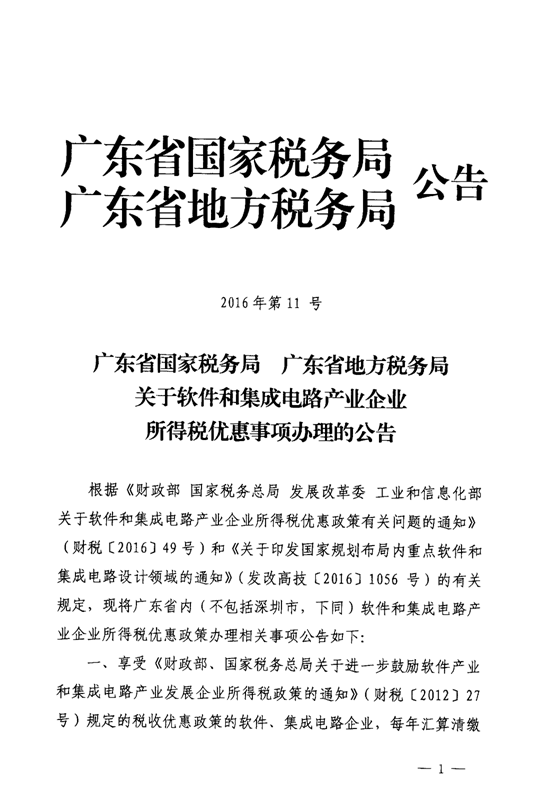 广东省国家税务局
广东省地方税务局 公告
2016年第11 号
广东省国家税务局 广东省地方税务局
关于软件和集成电路产业企业
所得税优惠事项办理的公告
根据《财政部 国家税务总局 发展改革委 工业和信息化部
关于软件和集成电路产业企业所得税优惠政策有关问题的通知》
（财税〔2016〕49号）和《关于印发国家规划布局内重点软件和
集成电路设计领域的通知》（发改高技〔2016〕1056 号）的有关
规定，现将广东省内（不包括深圳市，下同）软件和集成电路产
业企业所得税优惠政策办理相关事项公告如下：
一、享受《财政部、国家税务总局关于进一步鼓励软件产业
和集成电路产业发展企业所得税政策的通知》（财税〔2012〕27
号）规定的税收优惠政策的软件、集成电路企业，每年汇算清缴
— 1 —